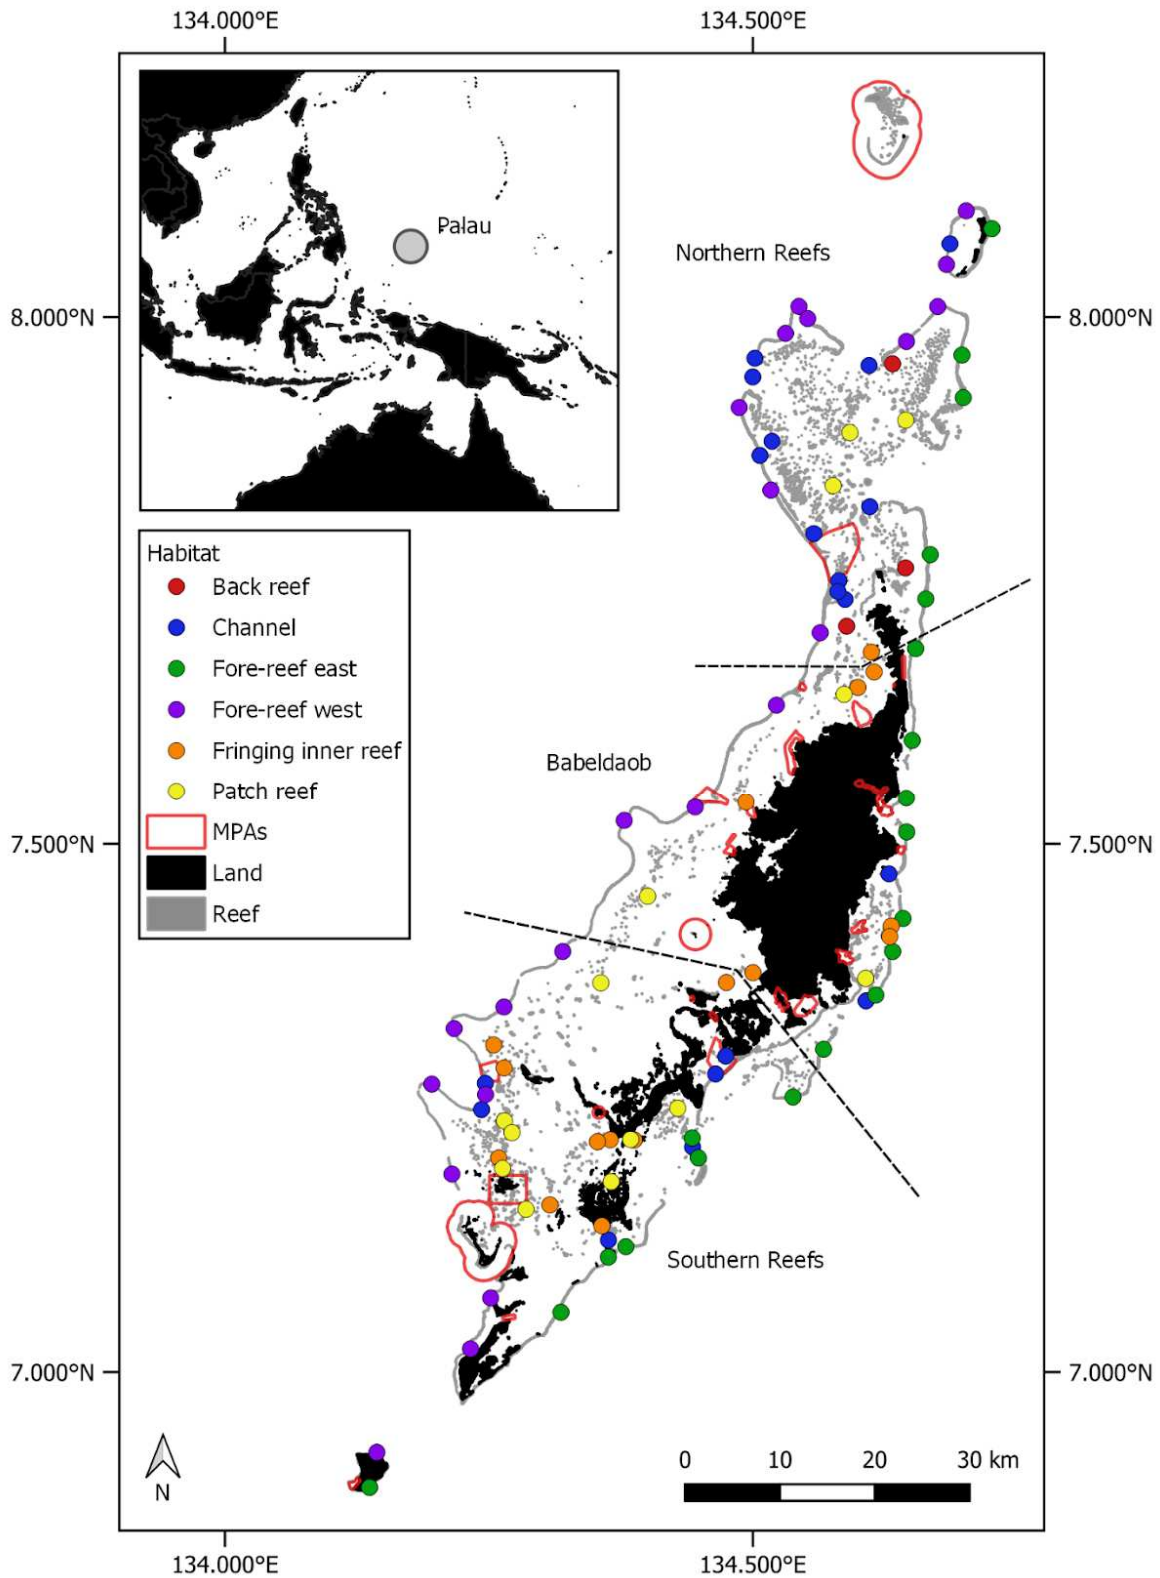 134.000°E
134.500°E
Palau
Northern Reefs
8.000°N
8.000°N
Habitat
Back reef
Channel
Fore-reef east
Fore-reef west
Fringing inner reef
Patch reef
MPAs
Land
Reef
Babeldaob
7.500°N
7.500°N
Southern Reefs
7.000°N
7.000°N
N
0 10 20 30 km
134.000°E
134.500°E